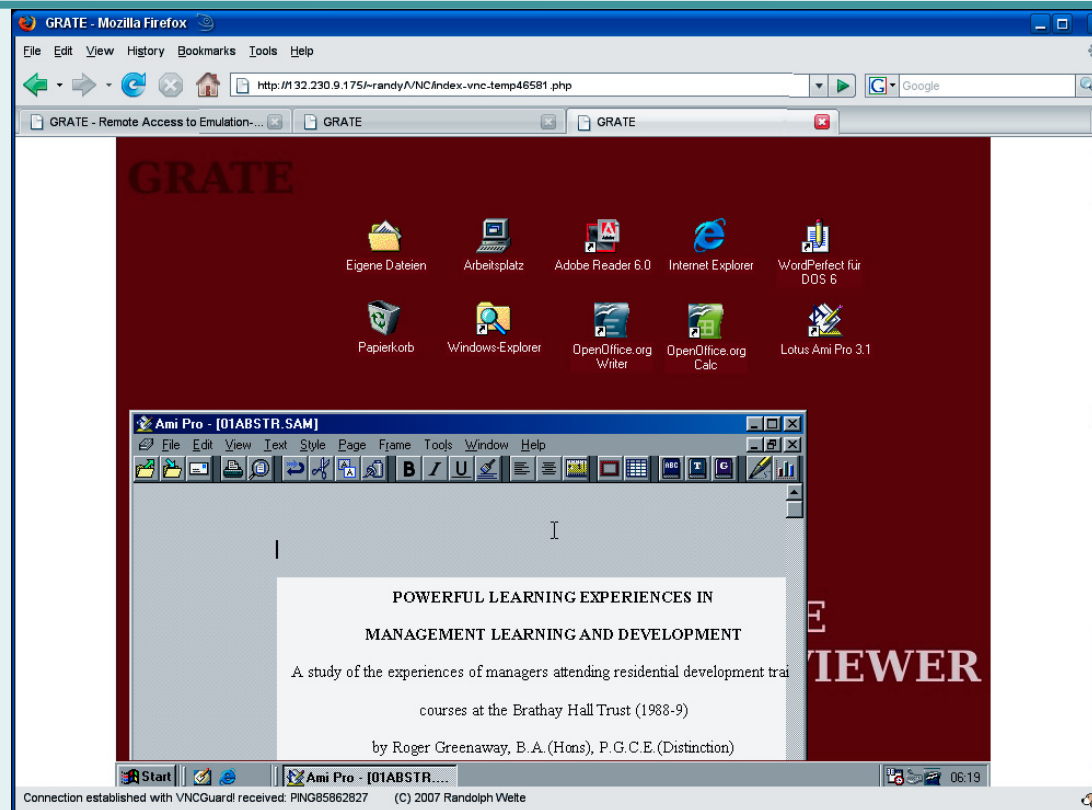 GRATE - Mozilla Firefox
File Edit View History Bookmarks Tools Help
http://132.230.9.175/~randy/VNC/index-vnc-temp46581.php
G Google
GRATE - Remote Access to Emulation-... GRATE GRATE
GRATE
Eigene Dateien Arbeitsplatz Adobe Reader 6.0 Internet Explorer WordPerfect für
DOS 6
Papierkorb Windows-Explorer OpenOffice.org OpenOffice.org Lotus Ami Pro 3.1
Writer Calc
Ami Pro - [01ABSTR.SAM]
File Edit View Text Style Page Frame Tools Window Help
B I U ABC T G
POWERFUL LEARNING EXPERIENCES IN
MANAGEMENT LEARNING AND DEVELOPMENT
A study of the experiences of managers attending residential development trai
courses at the Brathay Hall Trust (1988-9)
by Roger Greenaway, B.A.(Hons), P.G.C.E.(Distinction)
E
IEWER
Start Ami Pro - [01ABSTR.... 06:19
Connection established with VNCGuard! received: PING85862827 (C) 2007 Randolph Welte